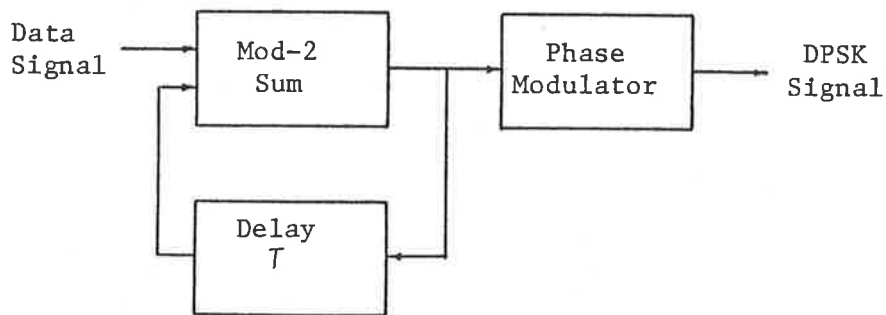 Data
Signal
Mod-2
Sum
Phase
Modulator
DPSK
Signal
Delay
T